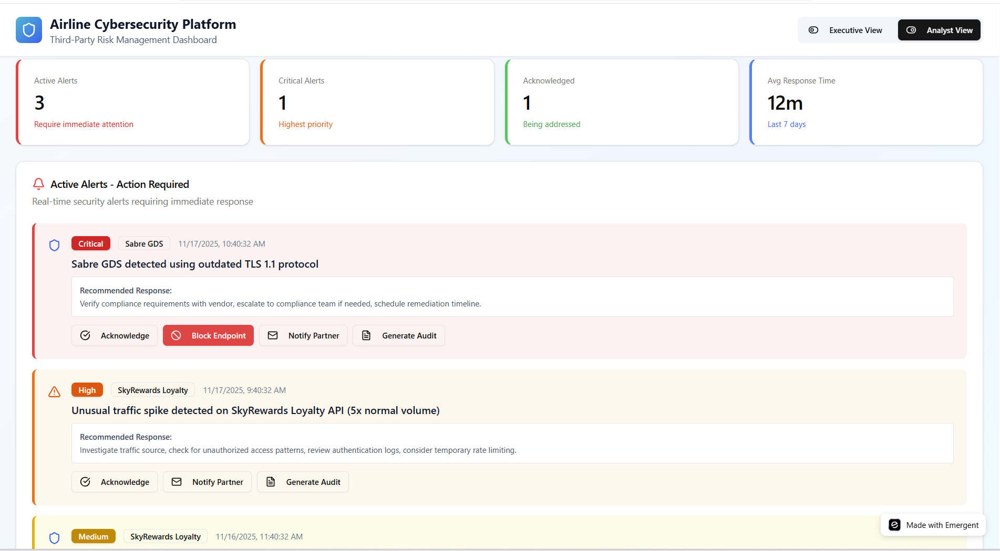 Airline Cybersecurity Platform
Third-Party Risk Management Dashboard
Executive View
Analyst View
Active Alerts
3
Require immediate attention
Critical Alerts
1
Highest priority
Acknowledged
1
Being addressed
Avg Response Time
12m
Last 7 days
Active Alerts - Action Required
Real-time security alerts requiring immediate response
Critical Sabre GDS 11/17/2025, 10:40:32 AM
Sabre GDS detected using outdated TLS 1.1 protocol
Recommended Response:
Verify compliance requirements with vendor, escalate to compliance team if needed, schedule remediation timeline.
Acknowledge Block Endpoint Notify Partner Generate Audit
High SkyRewards Loyalty 11/17/2025, 9:40:32 AM
Unusual traffic spike detected on SkyRewards Loyalty API (5x normal volume)
Recommended Response:
Investigate traffic source, check for unauthorized access patterns, review authentication logs, consider temporary rate limiting.
Acknowledge Notify Partner Generate Audit
Medium SkyRewards Loyalty 11/16/2025, 11:40:32 AM
Made with Emergent